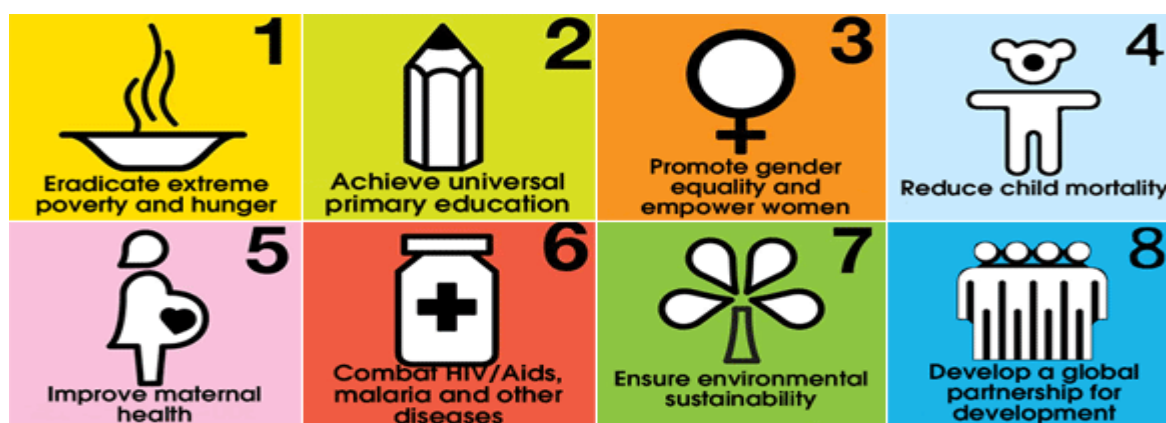 1
Eradicate extreme
poverty and hunger
2
Achieve universal
primary education
3
Promote gender
equality and
empower women
4
Reduce child mortality
5
Improve maternal
health
6
Combat HIV/Aids,
malaria and other
diseases
7
Ensure environmental
sustainability
8
Develop a global
partnership for
development